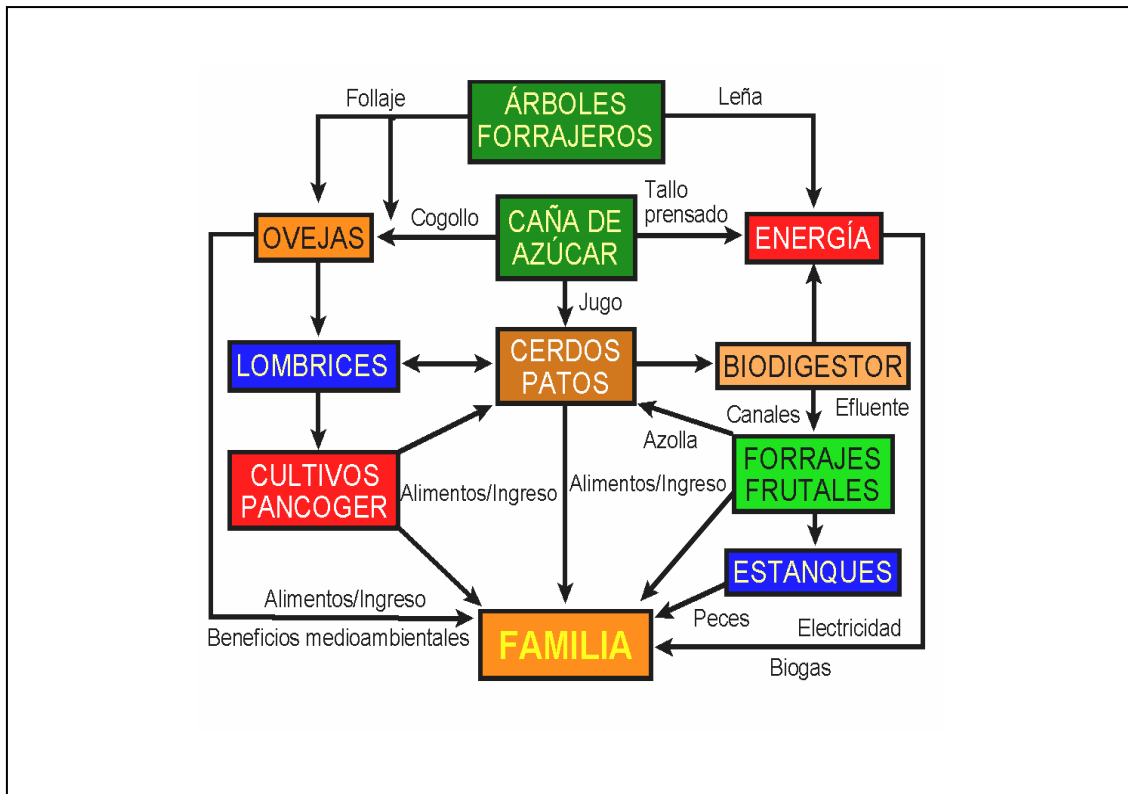 Follaje
ÁRBOLES
FORRAJEROS
Leña
OVEJAS
Cogollo
CAÑA DE
AZÚCAR
Tallo
prensado
ENERGÍA
Jugo
LOMBRICES
CERDOS
PATOS
BIODIGESTOR
Canales
Efluente
Azolla
CULTIVOS
PANCOGER
FORRAJES
FRUTALES
Alimentos/Ingreso
Alimentos/Ingreso
ESTANQUES
Alimentos/Ingreso
Beneficios medioambientales
FAMILIA
Peces
Electricidad
Biogas